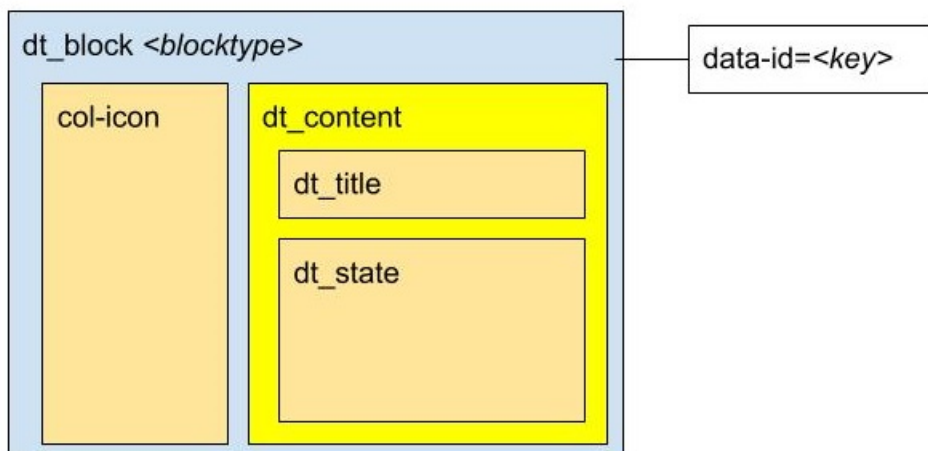 dt_block <blocktype>
data-id=<key>
col-icon
dt_content
dt_title
dt_state